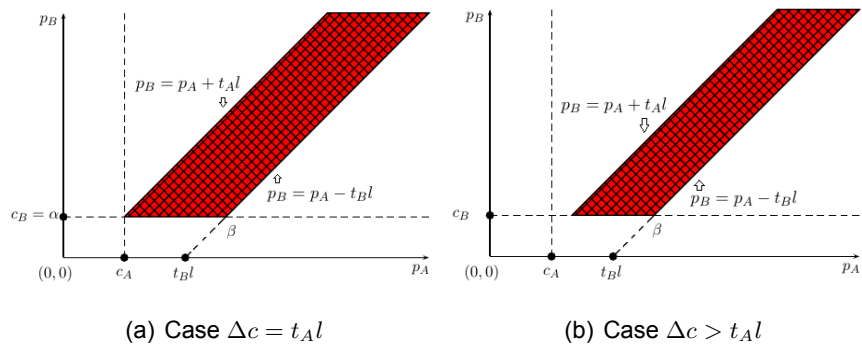 p_B
p_B = p_A + t_A l
p_B = p_A − t_B l
c_B = α
β
(0, 0)
c_A
t_B l
p_A
(a) Case Δc = t_A l
p_B
p_B = p_A + t_A l
p_B = p_A − t_B l
c_B
β
(0, 0)
c_A
t_B l
p_A
(b) Case Δc > t_A l